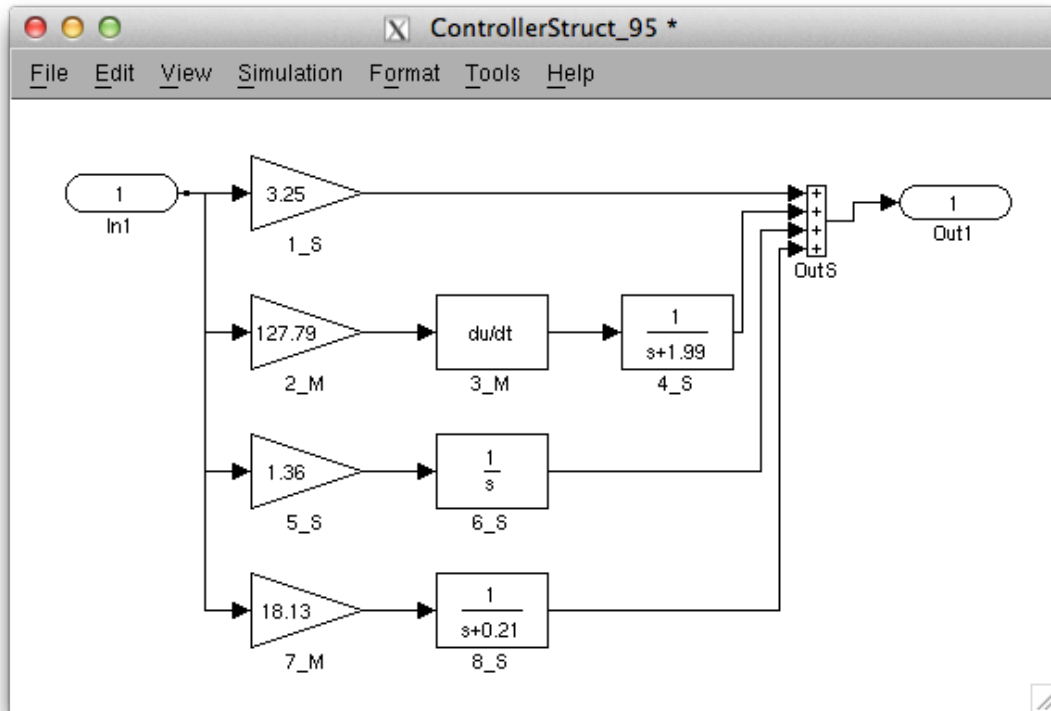 X ControllerStruct_95 *
File Edit View Simulation Format Tools Help
1
In1
3.25
1_S
+
+
+
+
OutS
1
Out1
127.79
2_M
du/dt
3_M
1
s+1.99
4_S
1.36
5_S
1
s
6_S
18.13
7_M
1
s+0.21
8_S